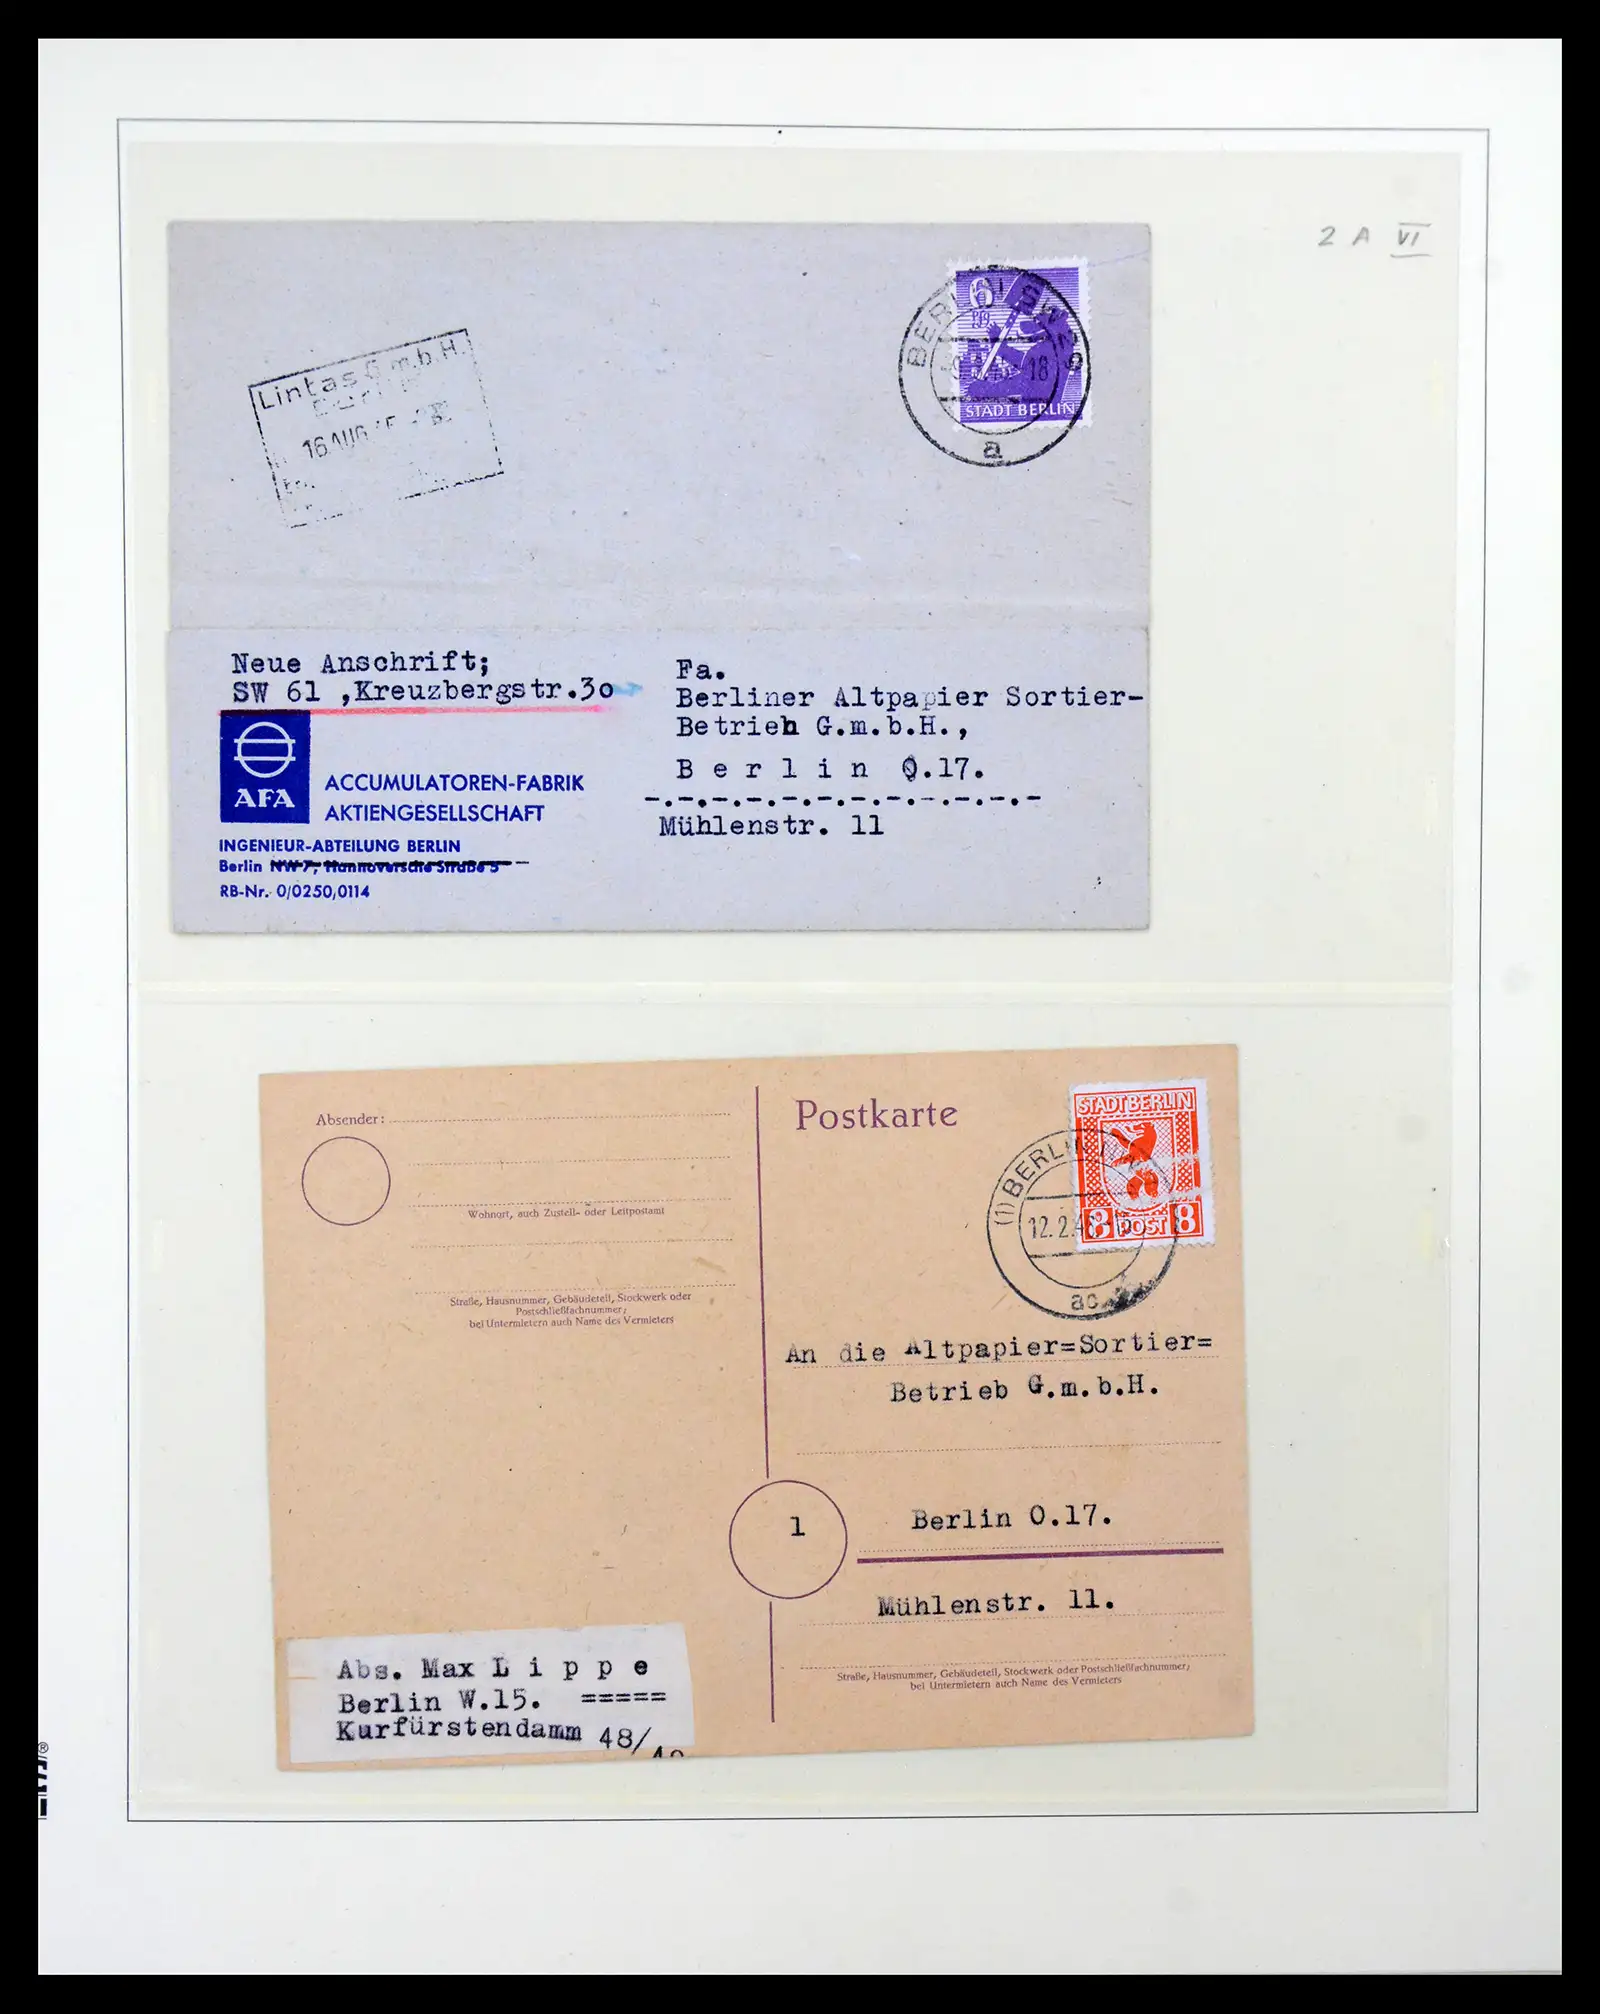 2 A VI
6
Pfg
STADT BERLIN
BERLIN SW 29
18
a
Lintas G.m.b.H.
16 AUG
Neue Anschrift;
SW 61 ,Kreuzbergstr.3o
AFA
ACCUMULATOREN-FABRIK
AKTIENGESELLSCHAFT
INGENIEUR-ABTEILUNG BERLIN
Berlin NW 7, Hannoversche Straße 5
RB-Nr. 0/0250/0114
Fa.
Berliner Altpapier Sortier-
Betrieb G.m.b.H.,
B e r l i n O.17.
-.-.-.-.-.-.-.-.-.-.-.-
Mühlenstr. 11
Absender:
Wohnort, auch Zustell- oder Leitpostamt
Straße, Hausnummer, Gebäudeteil, Stockwerk oder
Postschließfachnummer;
bei Untermietern auch Name des Vermieters
Postkarte
STADT BERLIN
8 POST 8
(1) BERLIN
12.2.4
ac
An die Altpapier=Sortier=
Betrieb G.m.b.H.
1
Berlin O.17.
Mühlenstr. 11.
Straße, Hausnummer, Gebäudeteil, Stockwerk oder Postschließfachnummer;
bei Untermietern auch Name des Vermieters
Abs. Max L i p p e
Berlin W.15. =====
Kurfürstendamm 48/